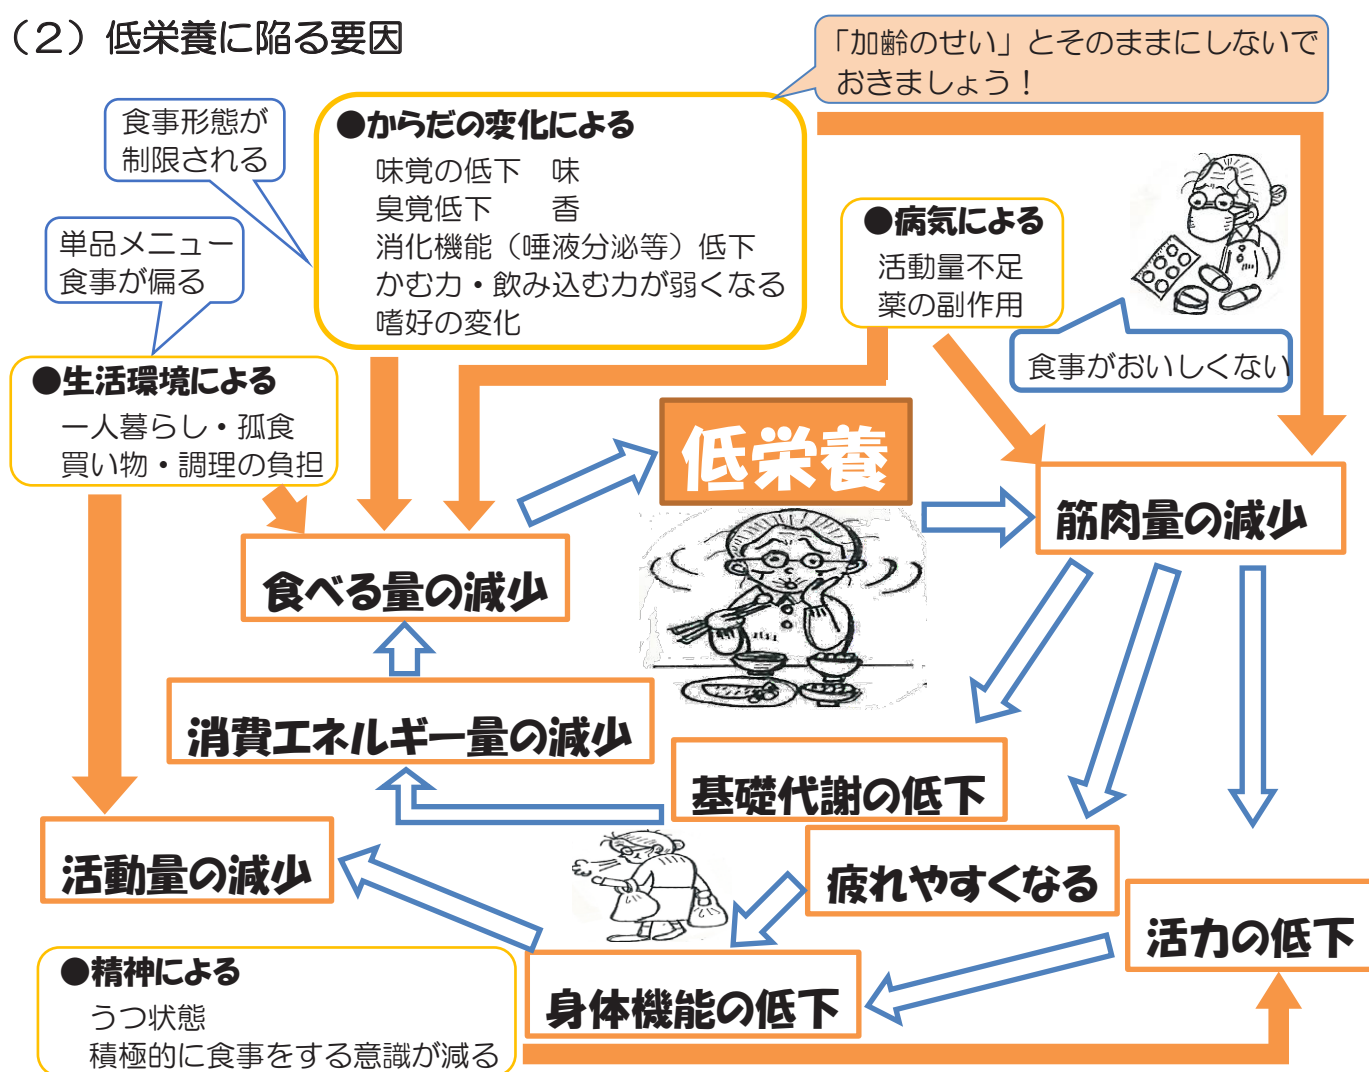 （２）低栄養に陥る要因
「加齢のせい」とそのままにしないで
おきましょう！
食事形態が
制限される
●からだの変化による
味覚の低下　味
臭覚低下　　香
消化機能（唾液分泌等）低下
かむ力・飲み込む力が弱くなる
嗜好の変化
単品メニュー
食事が偏る
●病気による
活動量不足
薬の副作用
食事がおいしくない
●生活環境による
一人暮らし・孤食
買い物・調理の負担
低栄養
筋肉量の減少
食べる量の減少
消費エネルギー量の減少
基礎代謝の低下
活動量の減少
疲れやすくなる
活力の低下
身体機能の低下
●精神による
うつ状態
積極的に食事をする意識が減る